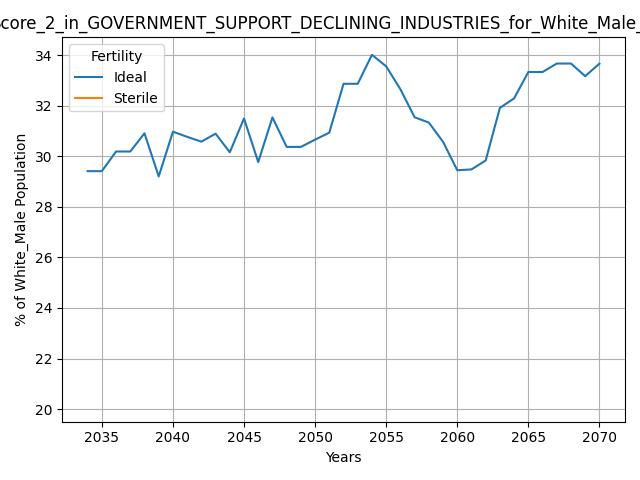 core_2_in_GOVERNMENT_SUPPORT_DECLINING_INDUSTRIES_for_White_Male_
Fertility
Ideal
Sterile
% of White_Male Population
34
32
30
28
26
24
22
20
2035
2040
2045
2050
2055
2060
2065
2070
Years